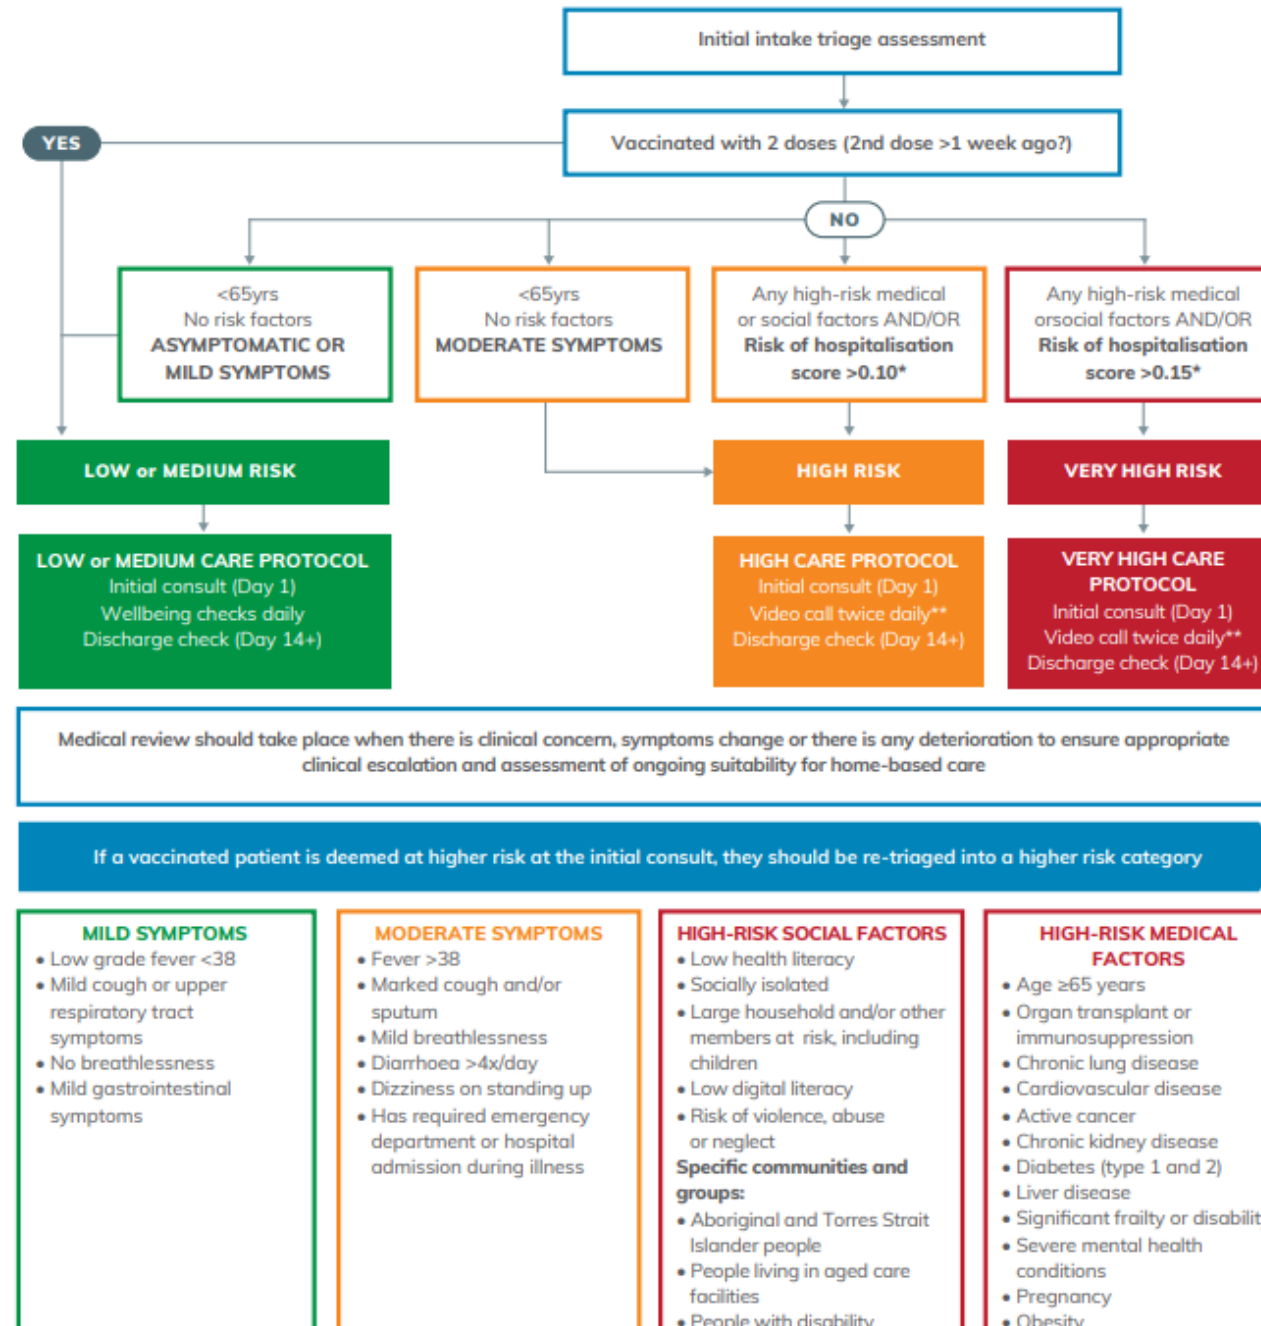 Initial intake triage assessment
YES
Vaccinated with 2 doses (2nd dose >1 week ago?)
NO
<65yrs
No risk factors
ASYMPTOMATIC OR
MILD SYMPTOMS
<65yrs
No risk factors
MODERATE SYMPTOMS
Any high-risk medical
or social factors AND/OR
Risk of hospitalisation
score >0.10*
Any high-risk medical
orsocial factors AND/OR
Risk of hospitalisation
score >0.15*
LOW or MEDIUM RISK
HIGH RISK
VERY HIGH RISK
LOW or MEDIUM CARE PROTOCOL
Initial consult (Day 1)
Wellbeing checks daily
Discharge check (Day 14+)
HIGH CARE PROTOCOL
Initial consult (Day 1)
Video call twice daily**
Discharge check (Day 14+)
VERY HIGH CARE
PROTOCOL
Initial consult (Day 1)
Video call twice daily**
Discharge check (Day 14+)
Medical review should take place when there is clinical concern, symptoms change or there is any deterioration to ensure appropriate
clinical escalation and assessment of ongoing suitability for home-based care
If a vaccinated patient is deemed at higher risk at the initial consult, they should be re-triaged into a higher risk category
MILD SYMPTOMS
• Low grade fever <38
• Mild cough or upper
respiratory tract
symptoms
• No breathlessness
• Mild gastrointestinal
symptoms
MODERATE SYMPTOMS
• Fever >38
• Marked cough and/or
sputum
• Mild breathlessness
• Diarrhoea >4x/day
• Dizziness on standing up
• Has required emergency
department or hospital
admission during illness
HIGH-RISK SOCIAL FACTORS
• Low health literacy
• Socially isolated
• Large household and/or other
members at risk, including
children
• Low digital literacy
• Risk of violence, abuse
or neglect
Specific communities and
groups:
• Aboriginal and Torres Strait
Islander people
• People living in aged care
facilities
• People with disability
HIGH-RISK MEDICAL
FACTORS
• Age ≥65 years
• Organ transplant or
immunosuppression
• Chronic lung disease
• Cardiovascular disease
• Active cancer
• Chronic kidney disease
• Diabetes (type 1 and 2)
• Liver disease
• Significant frailty or disabilit
• Severe mental health
conditions
• Pregnancy
• Obesity